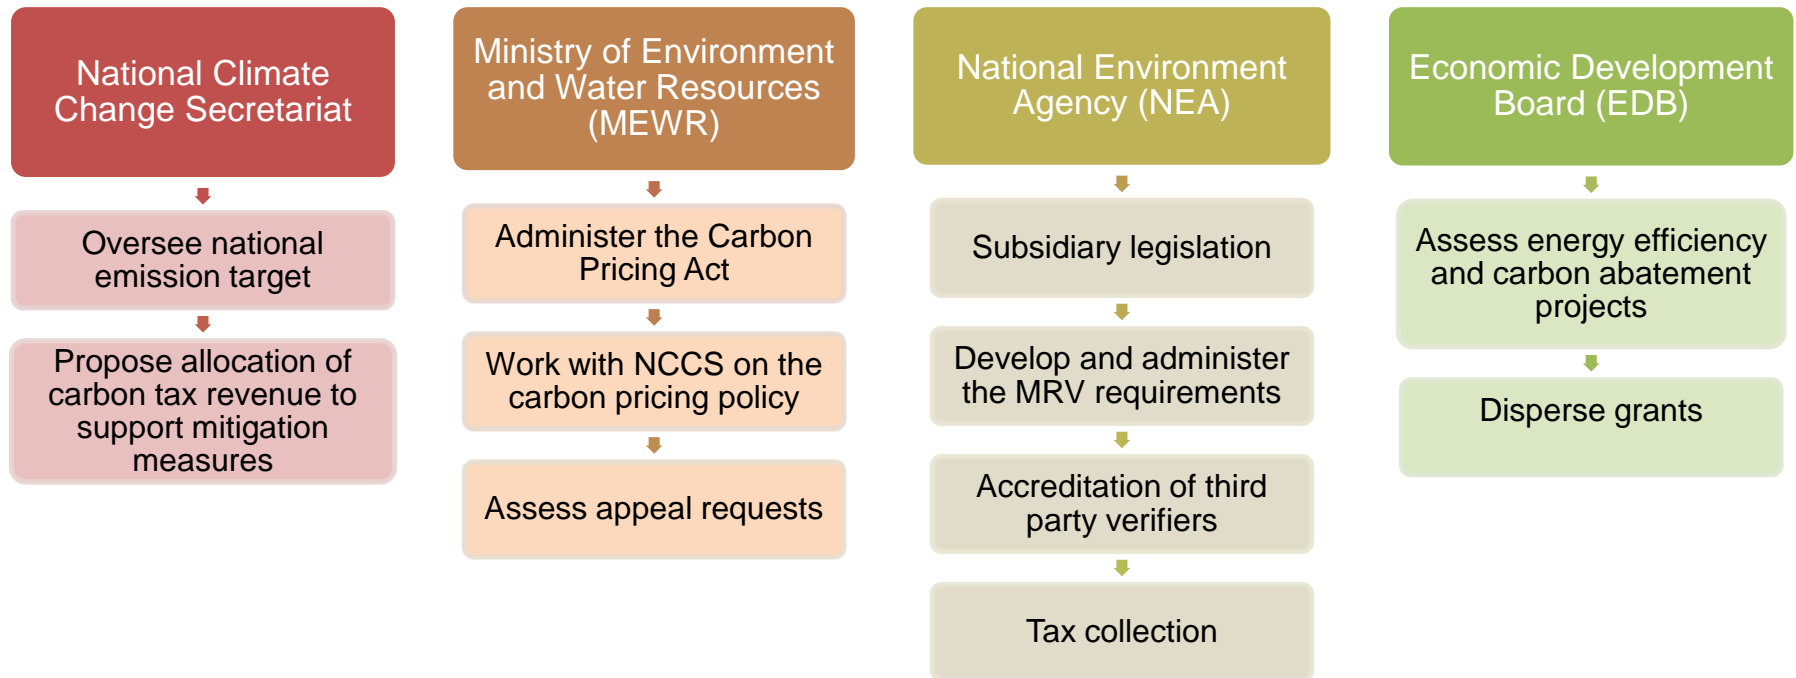 National Climate
Change Secretariat
Oversee national
emission target
Propose allocation of
carbon tax revenue to
support mitigation
measures
Ministry of Environment
and Water Resources
(MEWR)
Administer the Carbon
Pricing Act
Work with NCCS on the
carbon pricing policy
Assess appeal requests
National Environment
Agency (NEA)
Subsidiary legislation
Develop and administer
the MRV requirements
Accreditation of third
party verifiers
Tax collection
Economic Development
Board (EDB)
Assess energy efficiency
and carbon abatement
projects
Disperse grants